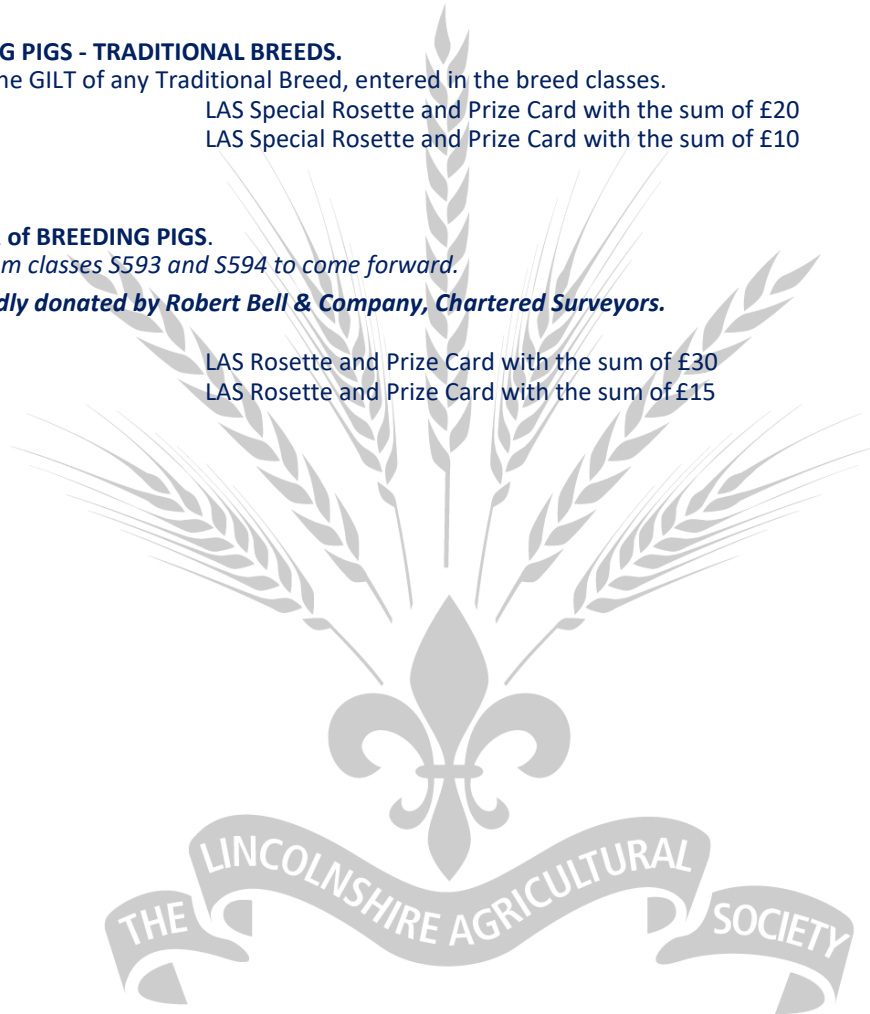 G PIGS - TRADITIONAL BREEDS.
he GILT of any Traditional Breed, entered in the breed classes.
LAS Special Rosette and Prize Card with the sum of £20
LAS Special Rosette and Prize Card with the sum of £10
of BREEDING PIGS.
m classes S593 and S594 to come forward.
dly donated by Robert Bell & Company, Chartered Surveyors.
LAS Rosette and Prize Card with the sum of £30
LAS Rosette and Prize Card with the sum of £15
THE LINCOLNSHIRE AGRICULTURAL SOCIETY